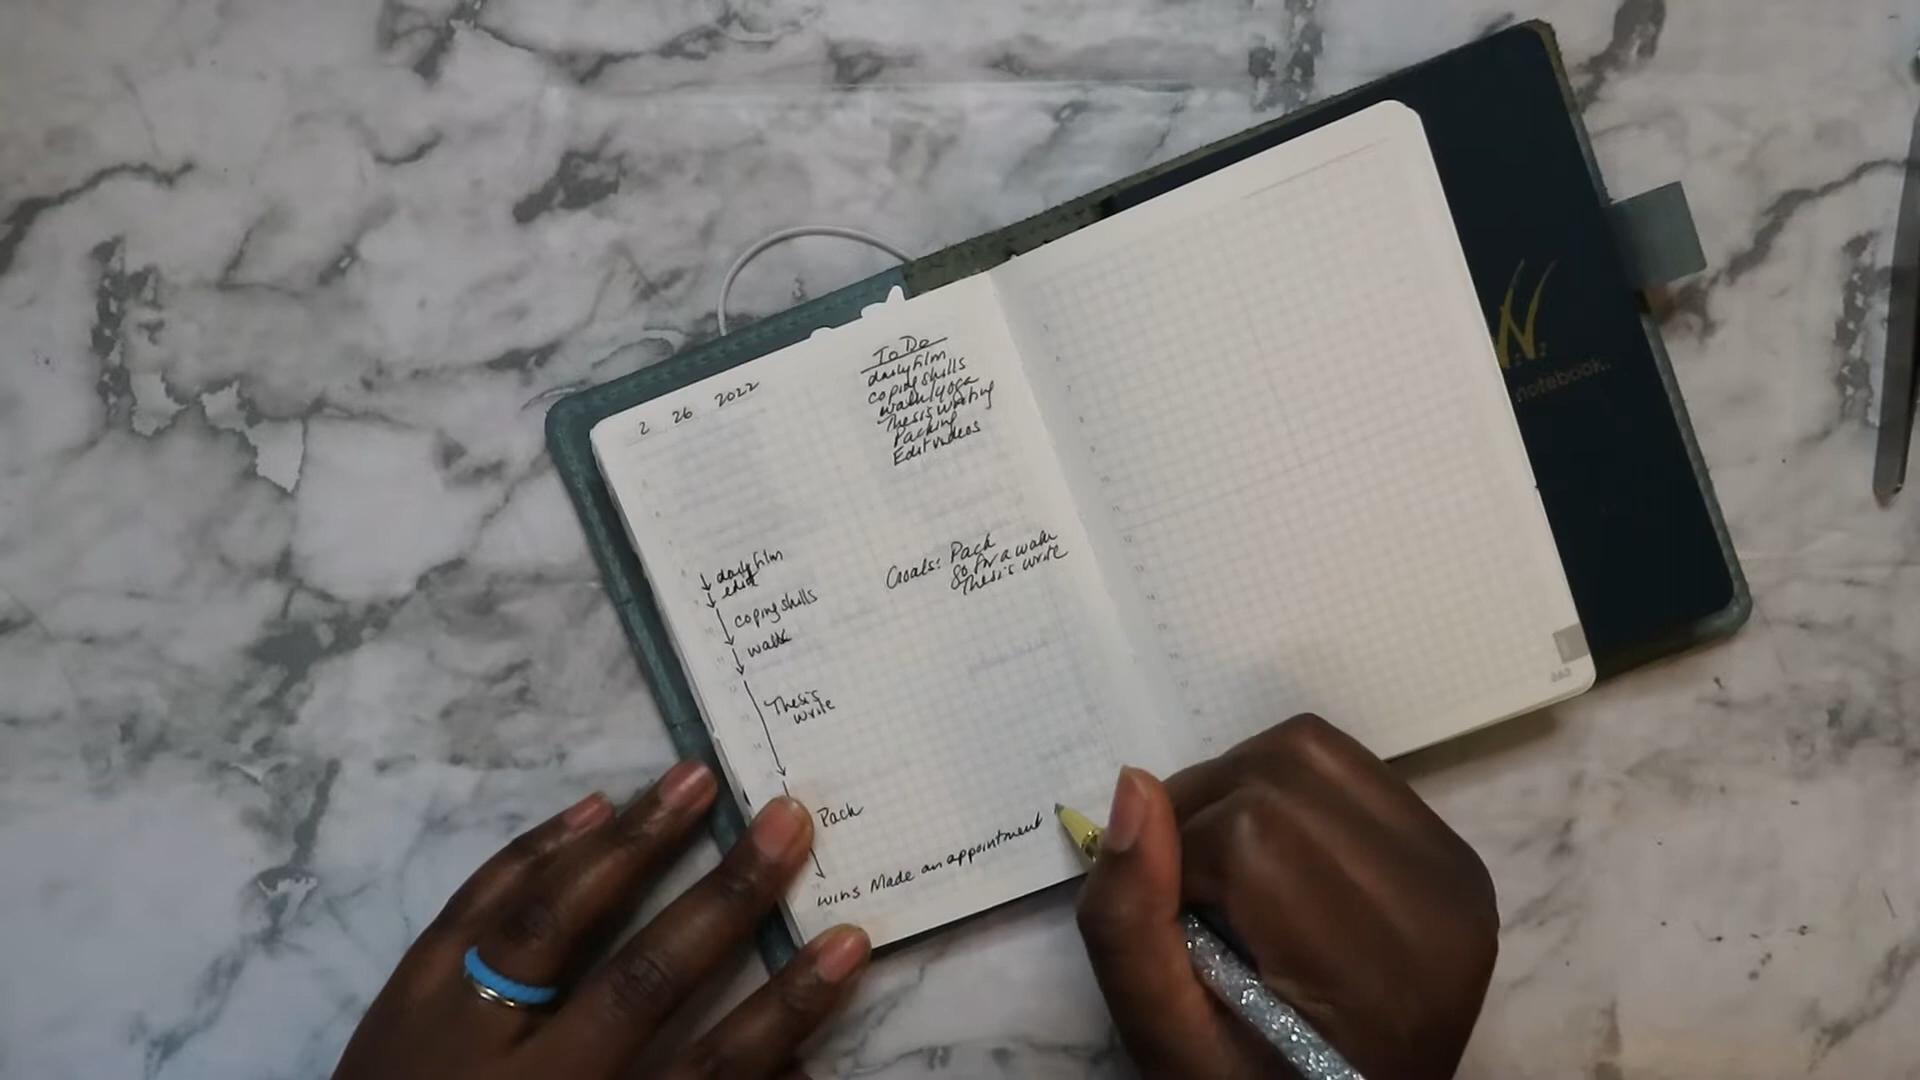 2 26 2022
To Do
daily film
coping skills
walk/yoga
Thesis writing
Packing
Edit videos
daily film
edit
coping skills
walk
Thesis
write
Pack
Goals: Pack
go for a walk
Thesis write
wins Made an appointment
notebook.